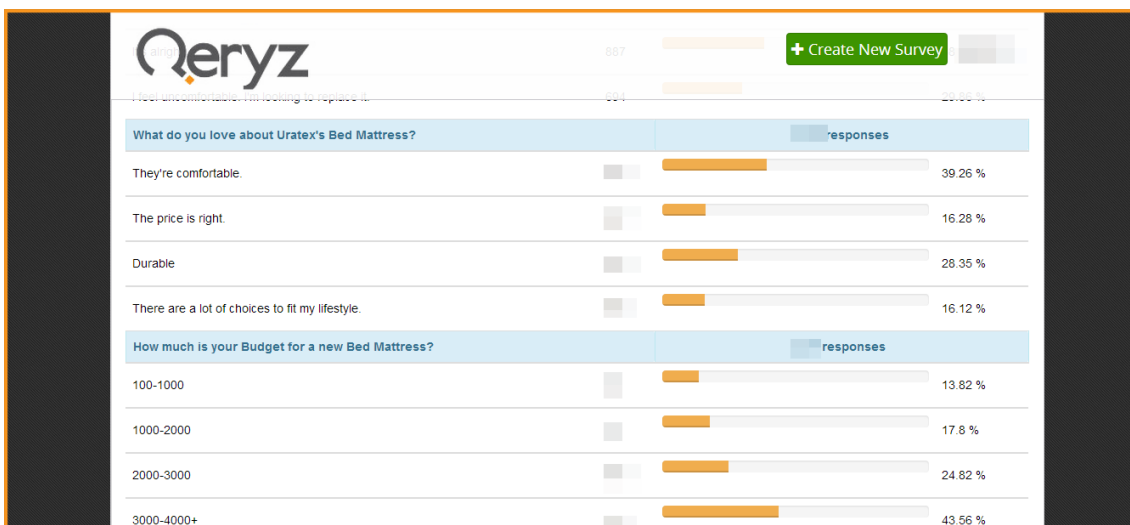 Qeryz
+ Create New Survey
887
I feel uncomfortable. I'm looking to replace it. 694
What do you love about Uratex's Bed Mattress? responses
They're comfortable. 39.26 %
The price is right. 16.28 %
Durable 28.35 %
There are a lot of choices to fit my lifestyle. 16.12 %
How much is your Budget for a new Bed Mattress? responses
100-1000 13.82 %
1000-2000 17.8 %
2000-3000 24.82 %
3000-4000+ 43.56 %